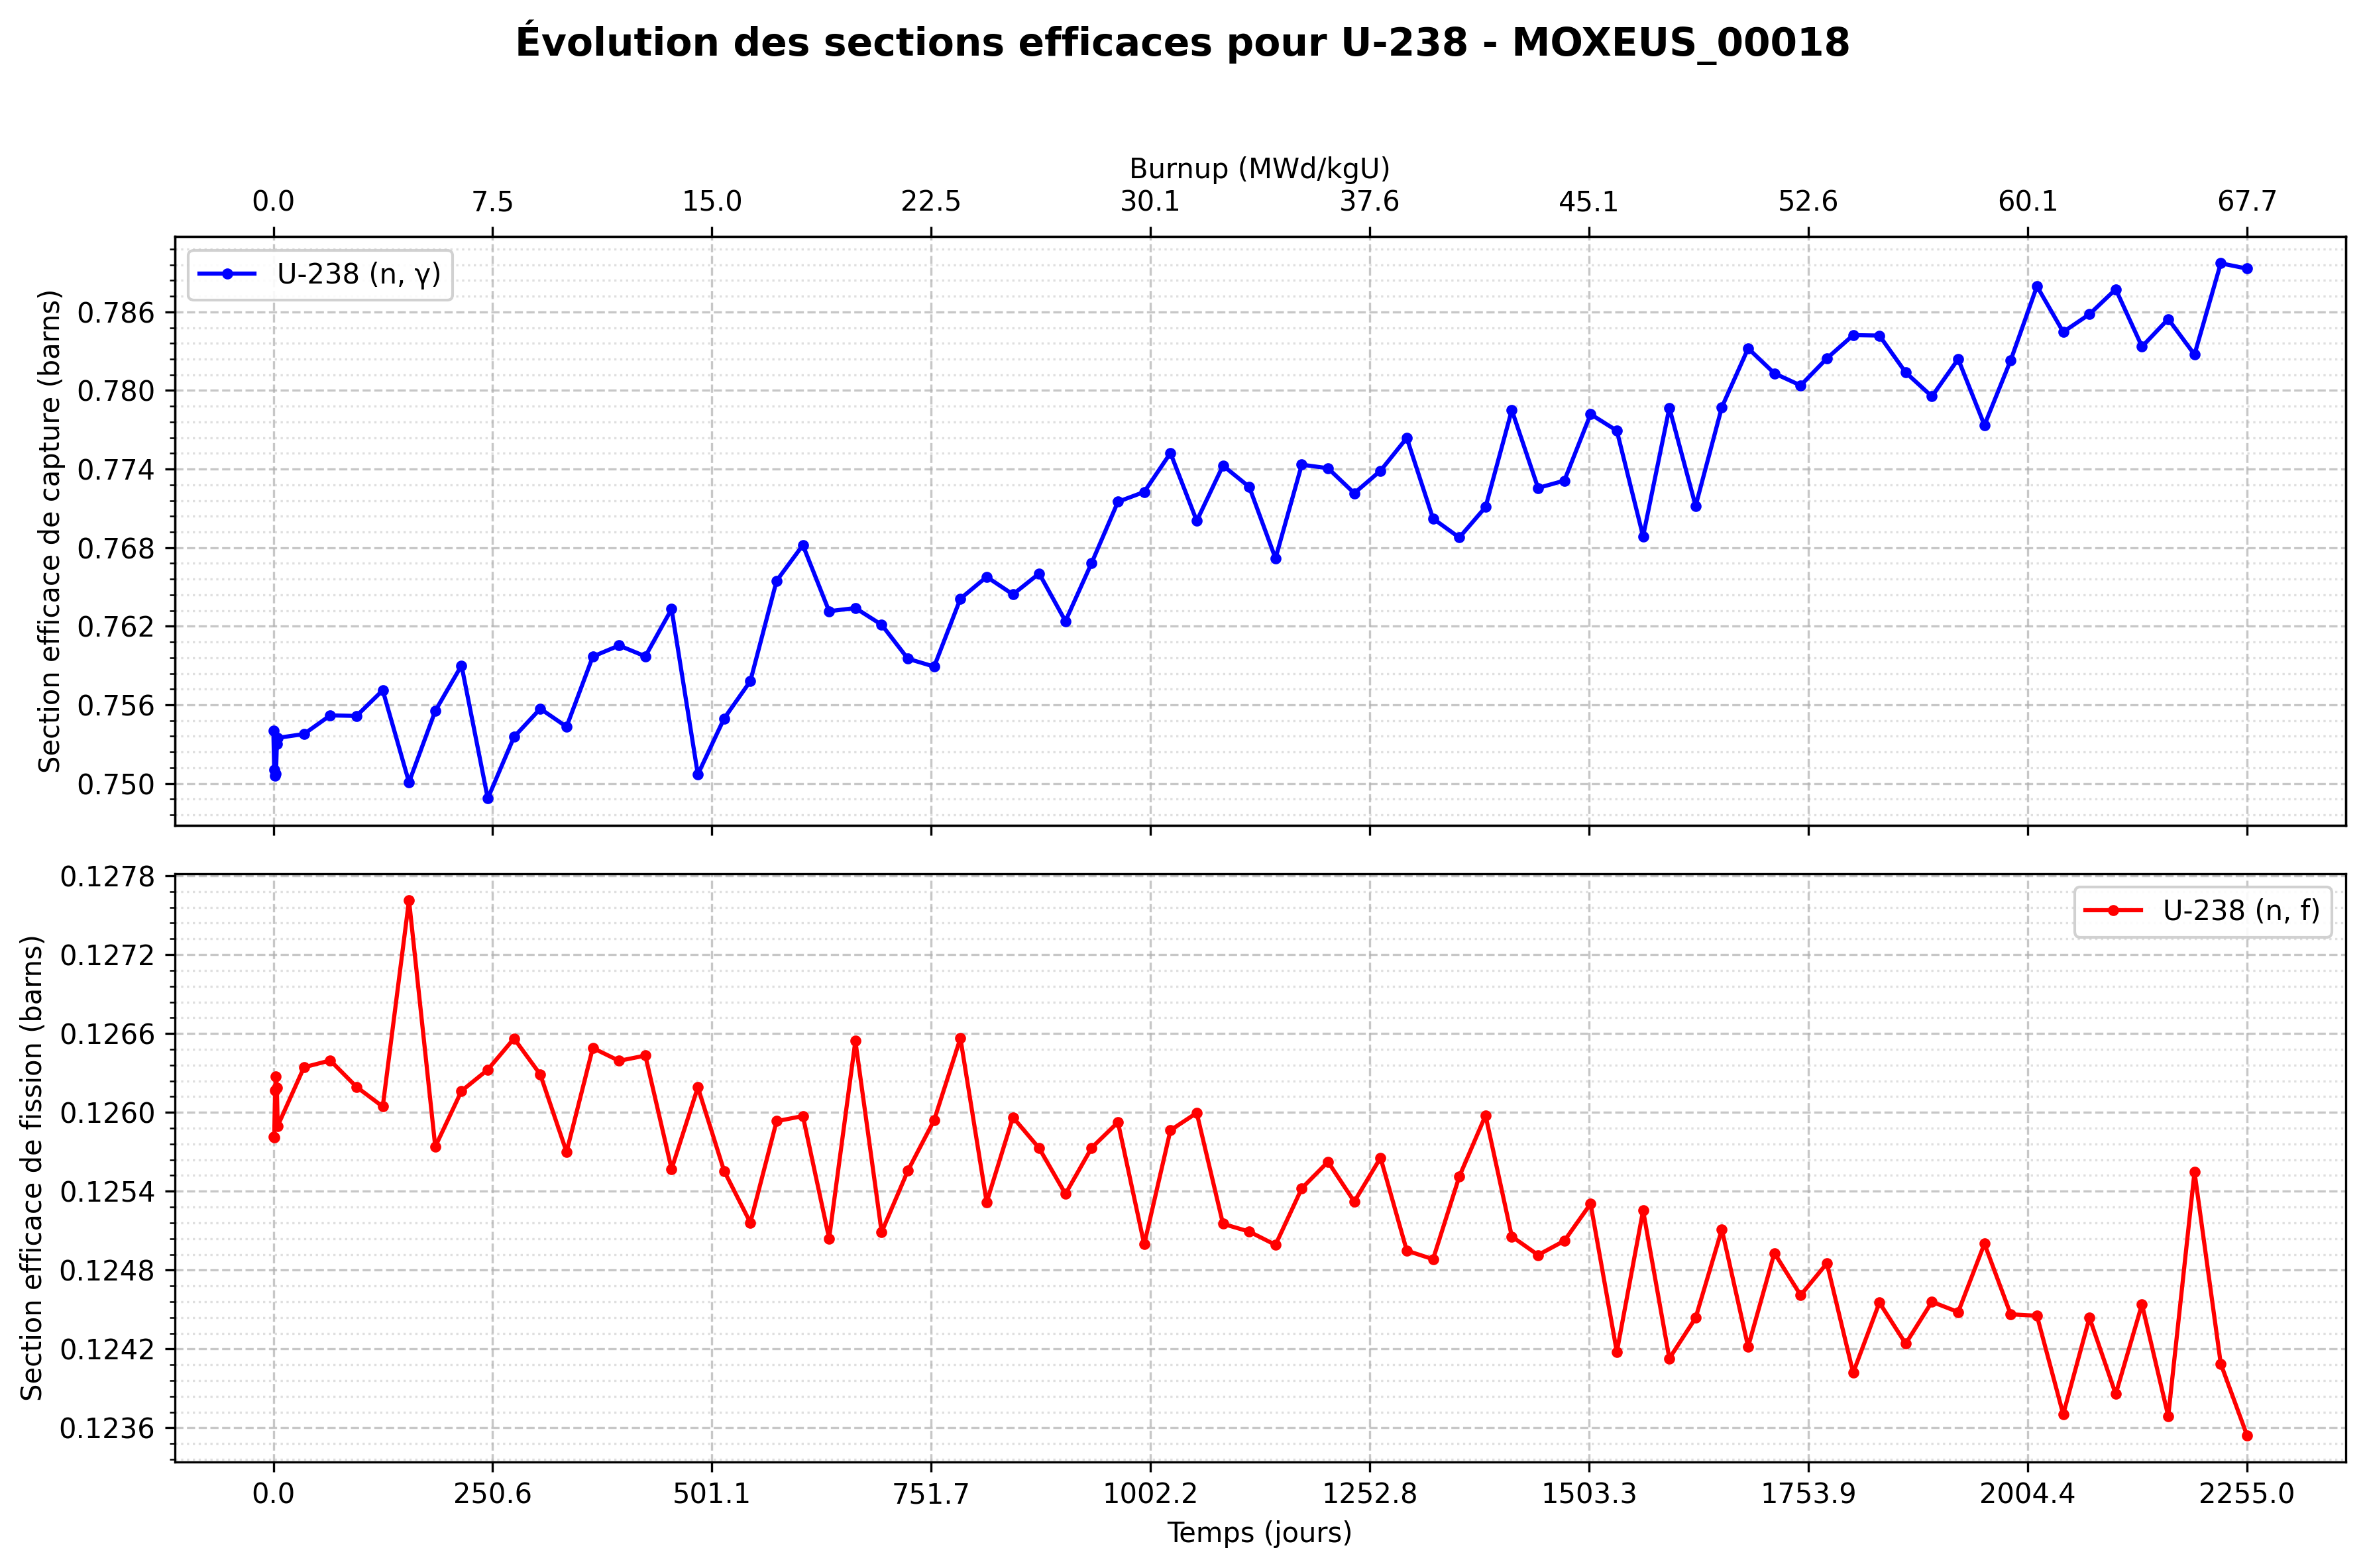 Évolution des sections efficaces pour U-238 - MOXEUS_00018
Burnup (MWd/kgU)
0.0 7.5 15.0 22.5 30.1 37.6 45.1 52.6 60.1 67.7
U-238 (n, γ)
Section efficace de capture (barns)
0.786
0.780
0.774
0.768
0.762
0.756
0.750
U-238 (n, f)
Section efficace de fission (barns)
0.1278
0.1272
0.1266
0.1260
0.1254
0.1248
0.1242
0.1236
0.0 250.6 501.1 751.7 1002.2 1252.8 1503.3 1753.9 2004.4 2255.0
Temps (jours)